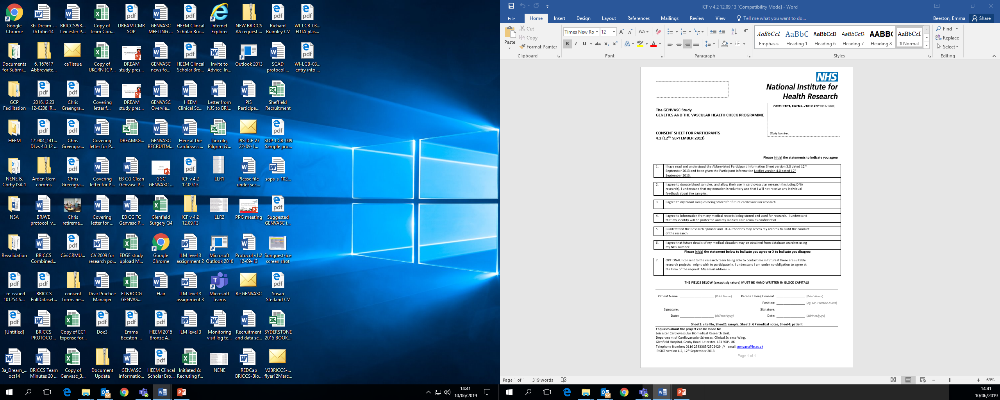 Google Chrome
3b_Dream_... 0ctober14
BRICCS&B... Leicester P...
Copy of Team Con...
DREAM CMR SOP
GENVASC MEETING ...
HEEM Clincal Scholar Bro...
Internet Explorer
NEW BRICCS AS request ...
Richard Bramley CV
WI-LCB-03... EDTA plas...
Documents for Submi...
6. 167617 Abbreviate...
caTissue
Copy of UKCRN (CP...
DREAM study pres...
GENVASC news fo...
HEEM Clincal Scholar Bro...
Invite to Advice In...
Outlook 2013
SCAD protocol ...
WI-LCB-03... entry into ...
GCP Facilitation
2016.12.23 12-0208 IR...
Chris Greengra...
Covering letter f...
DREAM study pres...
GENVASC Overvie...
HEEM Clinical Sc...
Letter from NJS to BRI...
PIS Participa...
Sheffield Recruitment
HEEM
175904_141... DLvs 4.0 12 ...
Chris Greengra...
Covering letter for P...
DREAMKG...
GENVASC RECRUITM...
Here at the Cardiovasc...
Lincoln, Pilgrim &...
PIS-ICF V7 22-09-1...
SOP-LCB-009 Sample pro...
NENE & Corby ISA 1
Arden Gem comms
Chris Greengra...
Covering letter for P...
EB CG Clean Genvasc P...
GGC GENVASC ...
ICF v 4.2 12.09.13
LLR1
Please file under sec...
sops-s-102...
NSA
BRAVE protocol v...
Chris retireme...
Covering letter for ...
EB CG TC Genvasc P...
Glenfield Surgery Q4
ICF v 4.2 12.09.13
LLR2
PPG meeting
Suggested GENVASC i...
Revalidation
BRICCS Combined...
CiviCRMU...
CV 2009 for research po...
EDGE study upload M...
Google Chrome
ILM level 3 assignment 2
Microsoft Outlook 2010
Protocol v1.2 12-09-13
Sunquest-ice screen shot
- re-issued 101254 S...
BRICCS FullDataset...
consent forms ne...
Dear Practice Manager
EL&RCCG GENVAS...
Hair
ILM level 3 assignment 3
Microsoft Teams
Re GENVASC
Susan Sterland CV
[Untitled]
BRICCS PROTOCO...
Copy of EC1 Expense for...
Doc3
Emma Beeston ...
HEEM 2015 Bronze A...
ILM level 3
Monitoring visit log te...
Recruitment and data se...
SYDERSTONE 2015 BOOK...
3a_Dream_... oct14
BRICCS Team Minutes 20 ...
Copy of Genvasc_3...
Document Update
GENVASC informatio...
HEEM Clincal Scholar Bro...
Initiated & Recruting f...
NENE
REDCap BRICCS-Bio...
V2BRICCS-... flyer12Marc...
14:41
10/06/2019
ICF v 4.2 12.09.13 [Compatibility Mode] - Word
File Home Insert Design Layout References Mailings Review View Tell me what you want to do... Beeston, Emma Share
Paste Cut Copy Format Painter
Times New Ro 12
AaBbCcI AaBbC AaBbCcD AaBbCcD AABBC AaBbCcI
Emphasis Heading 1 Heading 6 Heading 7 Heading 8 ¶ Normal
Find Replace Select
Clipboard Font Paragraph Styles Editing
NHS
National Institute for
Health Research
Patient name, address, Date of Birth (or ID label)
Study Number:
The GENVASC Study
GENETICS AND THE VASCULAR HEALTH CHECK PROGRAMME
CONSENT SHEET FOR PARTICIPANTS
4.2 (12TH SEPTEMBER 2013)
Please initial the statements to indicate you agree
1. I have read and understood the Abbreviated Participant Information Sheet version 3.0 dated 12th
September 2013 and been given the Participant Information Leaflet version 4.0 dated 12st
September 2013.
2. I agree to donate blood samples, and allow their use in cardiovascular research (including DNA
research). I understand that my donation is voluntary and that I will not receive any individual
feedback about the samples.
3. I agree to my blood samples being stored for future cardiovascular research.
4. I agree to information from my medical records being stored and used for research. I understand
that my identity will be protected and my medical care remains confidential.
5. I understand the Research Sponsor and UK Authorities may access my records to audit the conduct
of the research
6. I agree that future details of my medical situation may be obtained from database searches using
my NHS number.
Please initial the statement below to indicate you agree or X to indicate you disagree
7. OPTIONAL I consent to the research team being able to contact me in future if there are suitable
research projects I might wish to participate in. I understand I am under no obligation to agree at
the time of the request. My email address is:
THE FIELDS BELOW (except signature) MUST BE HAND WRITTEN IN BLOCK CAPITALS
Patient Name: (Print Name) Person Taking Consent: (Print Name)
Position: (eg, GP, Practice Nurse)
Signature: Signature:
Date: (dd/mm/yyyy) Date: (dd/mm/yyyy)
Sheet1: site file, Sheet2: sample, Sheet3: GP medical notes, Sheet4: patient
Enquiries about the project can be made to:
Leicester Cardiovascular Biomedical Research Unit.
Department of Cardiovascular Sciences, Clinical Science Wing.
Glenfield Hospital, Groby Road. Leicester. LE3 9QP. UK
Telephone Number: 0116 2583385/2502429 // email: genvasc@le.ac.uk
PISICF version 4.2, 12th September 2013
Page 1 of 1
Page 1 of 1 319 words
69%
14:41
10/06/2019